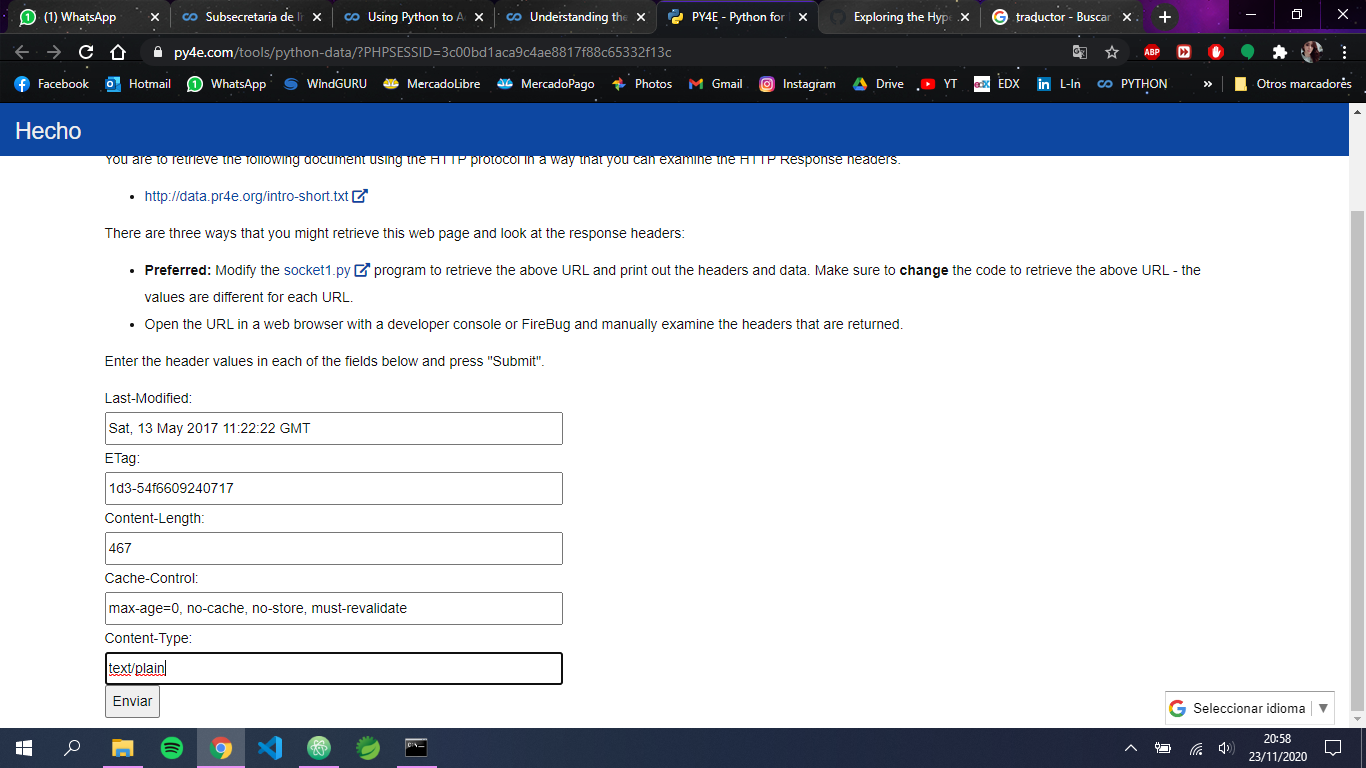 (1) WhatsApp
Subsecretaria de I
Using Python to A
Understanding the
PY4E - Python for
Exploring the Hyp
traductor - Buscar
py4e.com/tools/python-data/?PHPSESSID=3c00bd1aca9c4ae8817f88c65332f13c
ABP
Facebook
Hotmail
WhatsApp
WindGURU
MercadoLibre
MercadoPago
Photos
Gmail
Instagram
Drive
YT
edX
EDX
in
L-In
PYTHON
»
Otros marcadores
Hecho
You are to retrieve the following document using the HTTP protocol in a way that you can examine the HTTP Response headers.
• http://data.pr4e.org/intro-short.txt
There are three ways that you might retrieve this web page and look at the response headers:
• Preferred: Modify the socket1.py program to retrieve the above URL and print out the headers and data. Make sure to change the code to retrieve the above URL - the
values are different for each URL.
• Open the URL in a web browser with a developer console or FireBug and manually examine the headers that are returned.
Enter the header values in each of the fields below and press "Submit".
Last-Modified:
Sat, 13 May 2017 11:22:22 GMT
ETag:
1d3-54f6609240717
Content-Length:
467
Cache-Control:
max-age=0, no-cache, no-store, must-revalidate
Content-Type:
text/plain
Enviar
Seleccionar idioma
20:58
23/11/2020